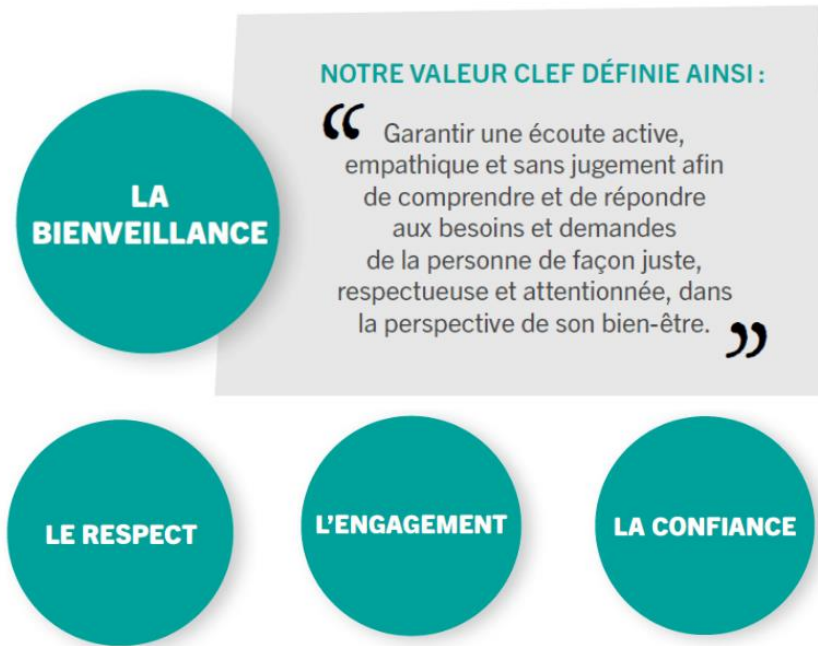 LA
BIENVEILLANCE
NOTRE VALEUR CLEF DÉFINIE AINSI :
“ Garantir une écoute active,
empathique et sans jugement afin
de comprendre et de répondre
aux besoins et demandes
de la personne de façon juste,
respectueuse et attentionnée, dans
la perspective de son bien-être. ”
LE RESPECT
L’ENGAGEMENT
LA CONFIANCE